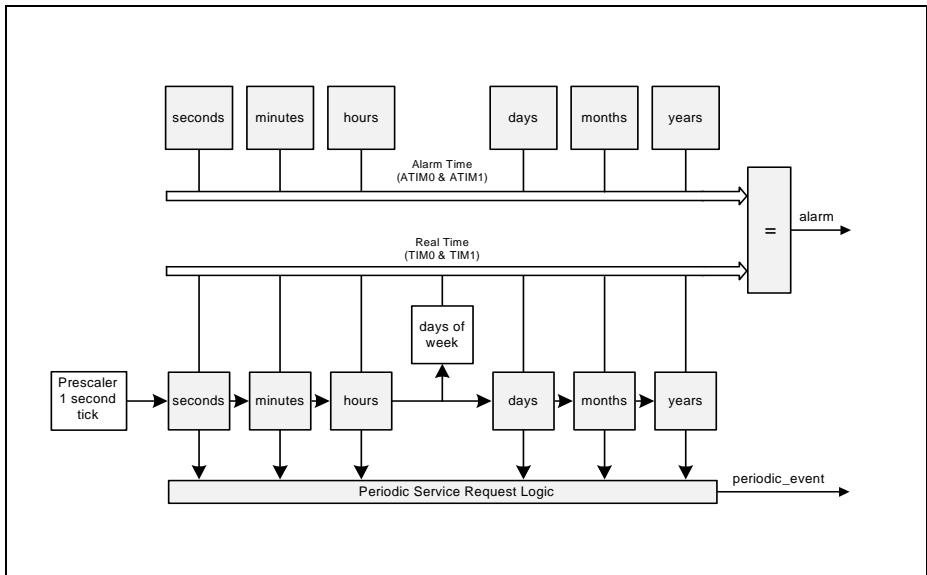 seconds
minutes
hours
days
months
years
Alarm Time
(ATIM0 & ATIM1)
=
alarm
Real Time
(TIM0 & TIM1)
days of
week
Prescaler
1 second
tick
seconds
minutes
hours
days
months
years
Periodic Service Request Logic
periodic_event